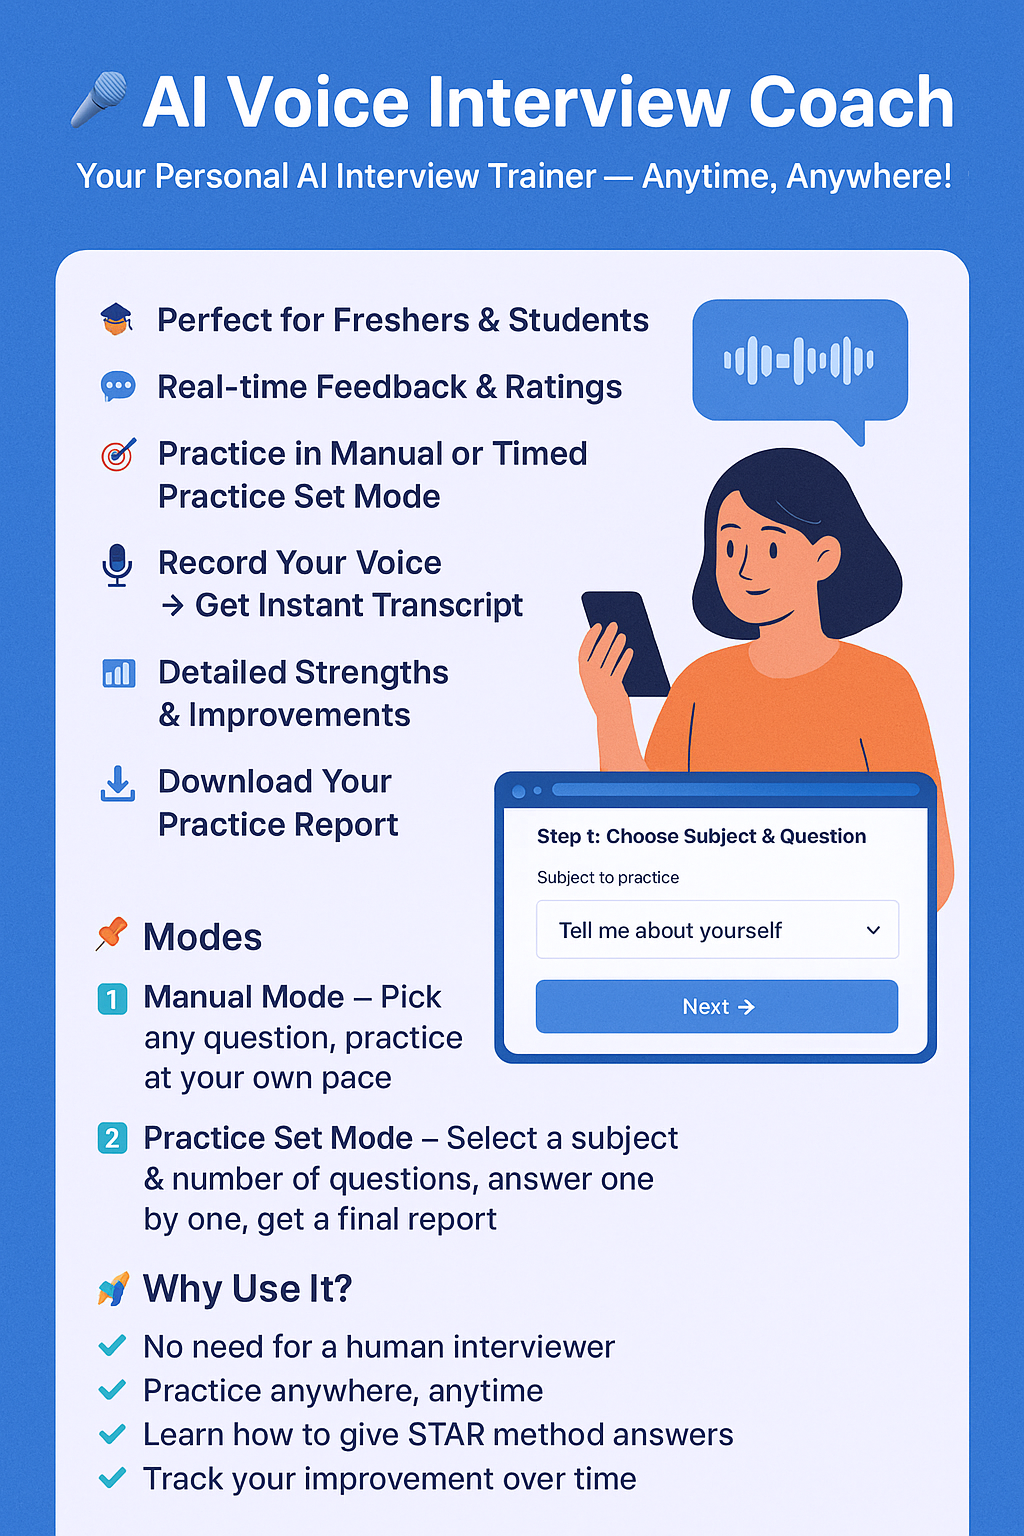 AI Voice Interview Coach
Your Personal AI Interview Trainer — Anytime, Anywhere!
Perfect for Freshers & Students
Real-time Feedback & Ratings
Practice in Manual or Timed
Practice Set Mode
Record Your Voice
→ Get Instant Transcript
Detailed Strengths
& Improvements
Download Your
Practice Report
Step t: Choose Subject & Question
Subject to practice
Tell me about yourself
Next →
Modes
1 Manual Mode – Pick
any question, practice
at your own pace
2 Practice Set Mode – Select a subject
& number of questions, answer one
by one, get a final report
Why Use It?
No need for a human interviewer
Practice anywhere, anytime
Learn how to give STAR method answers
Track your improvement over time